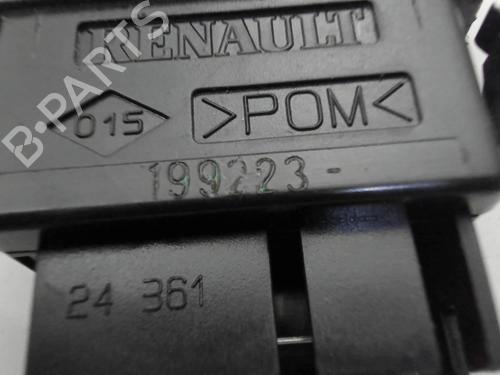 RENAULT
015
>POM<
199223-
24 361
B-PARTS